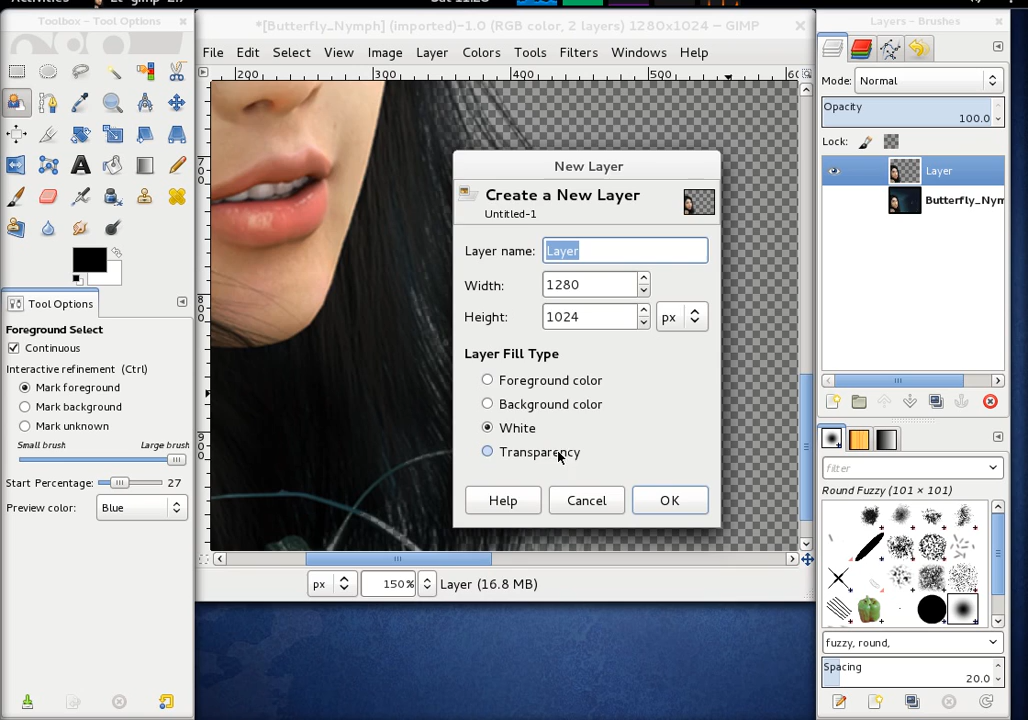 Toolbox – Tool Options
*[Butterfly_Nymph] (imported)-1.0 (RGB color, 2 layers) 1280x1024 – GIMP
Layers – Brushes
File Edit Select View Image Layer Colors Tools Filters Windows Help
200 300 400 500
Mode: Normal
Opacity
100.0
Lock:
Layer
Butterfly_Nym
New Layer
Create a New Layer
Untitled-1
Layer name: Layer
Width: 1280
Height: 1024 px
Layer Fill Type
Foreground color
Background color
White
Transparency
Help Cancel OK
Tool Options
Foreground Select
Continuous
Interactive refinement (Ctrl)
Mark foreground
Mark background
Mark unknown
Small brush Large brush
Start Percentage: 27
Preview color: Blue
px 150% Layer (16.8 MB)
filter
Round Fuzzy (101 × 101)
fuzzy, round,
Spacing
20.0